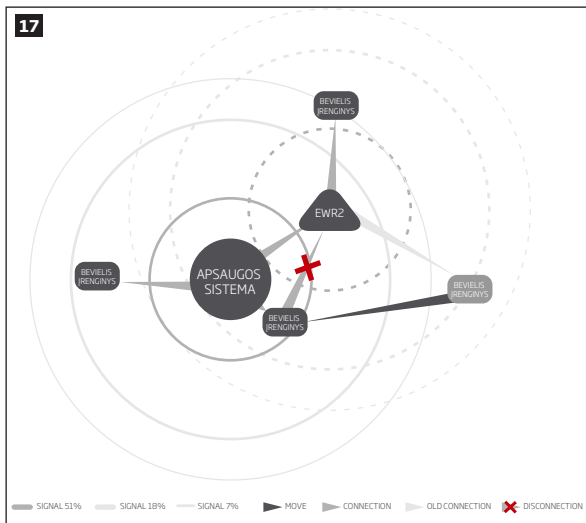 17
BEVIELIS
ĮRENGINYS
EWR2
BEVIELIS
ĮRENGINYS
APSAUGOS
SISTEMA
BEVIELIS
ĮRENGINYS
BEVIELIS
ĮRENGINYS
SIGNAL 51%
SIGNAL 18%
SIGNAL 7%
MOVE
CONNECTION
OLD CONNECTION
DISCONNECTION